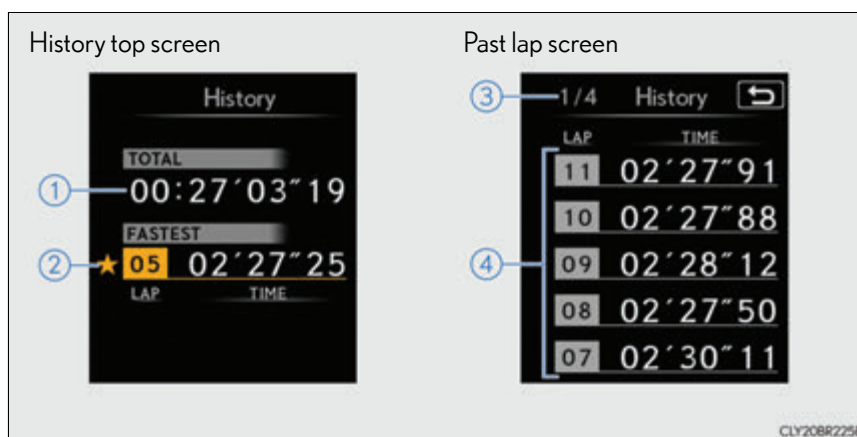 History top screen
History
TOTAL
① 00:27′03″19
FASTEST
② ★ 05 02′27″25
LAP TIME
Past lap screen
③ 1/4 History
LAP TIME
④
11 02′27″91
10 02′27″88
09 02′28″12
08 02′27″50
07 02′30″11